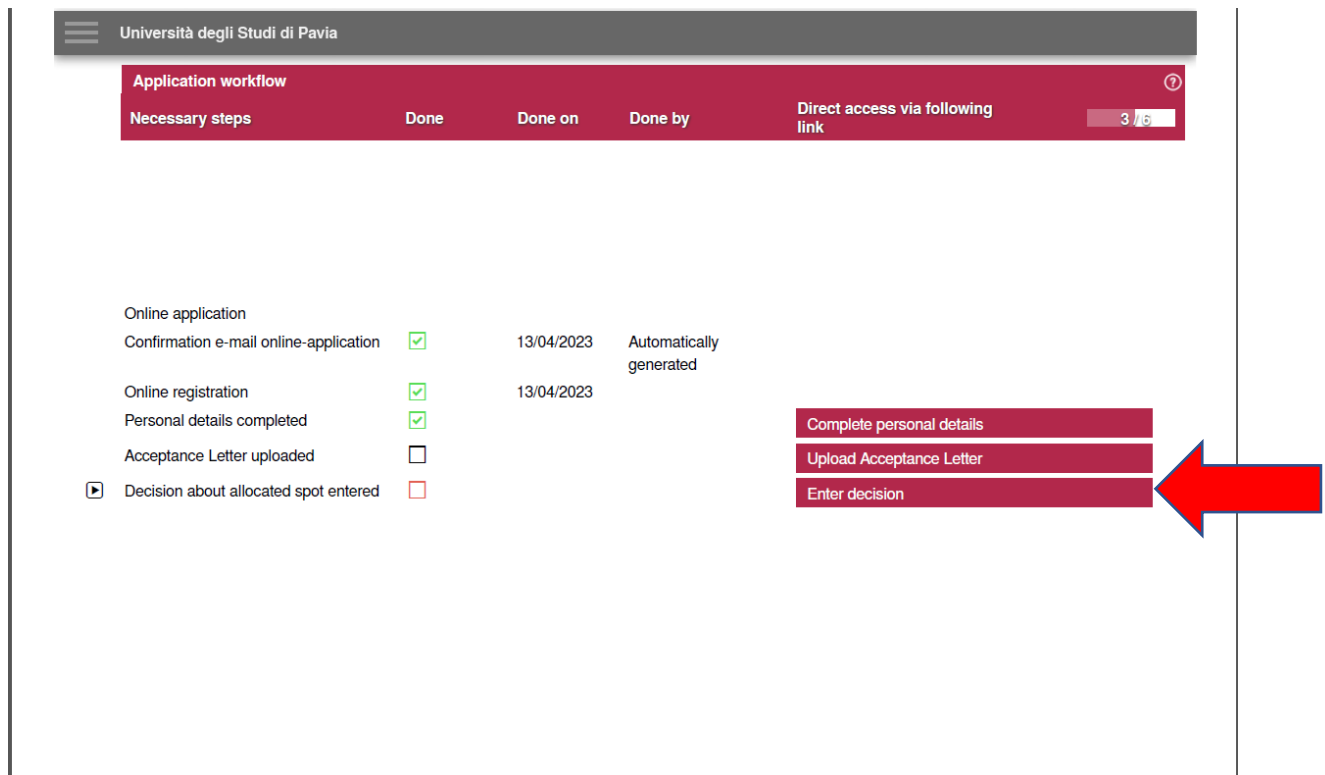 Università degli Studi di Pavia
Application workflow
Necessary steps Done Done on Done by Direct access via following link 3 / 6
Online application
Confirmation e-mail online-application 13/04/2023 Automatically generated
Online registration 13/04/2023
Personal details completed Complete personal details
Acceptance Letter uploaded Upload Acceptance Letter
Decision about allocated spot entered Enter decision